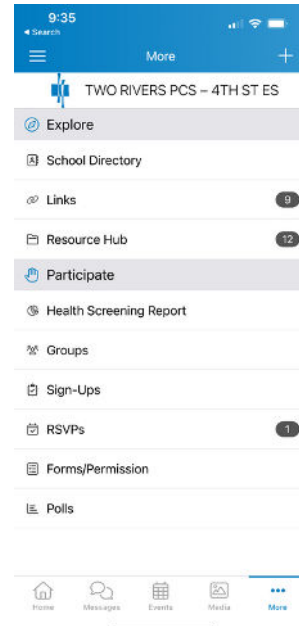 9:35
Search
More
TWO RIVERS PCS – 4TH ST ES
Explore
School Directory
Links 9
Resource Hub 12
Participate
Health Screening Report
Groups
Sign-Ups
RSVPs 1
Forms/Permission
Polls
Home Messages Events Media More